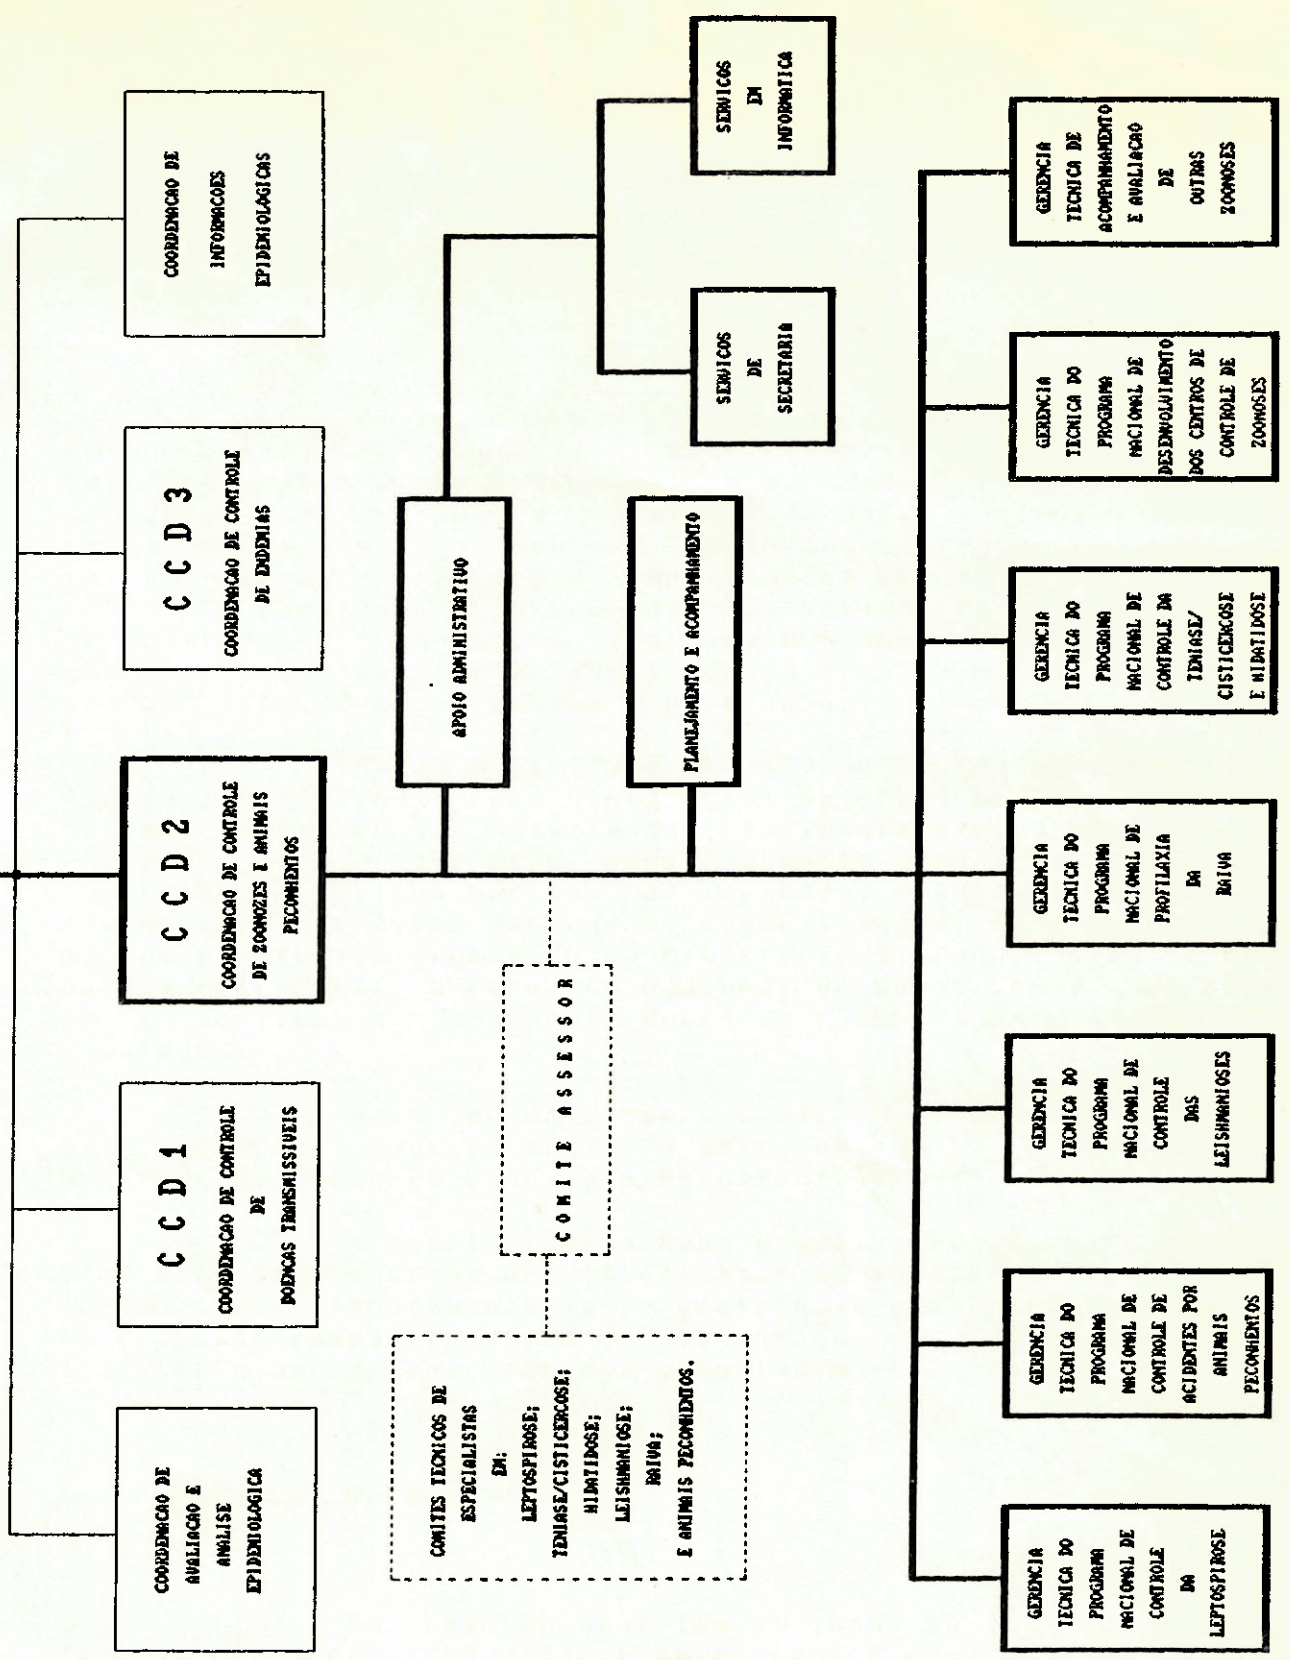 COORDENACAO DE
AVALIACAO E
ANALISE
EPIDEMIOLOGICA
C C D 1
COORDENACAO DE CONTROLE
DE
DOENCAS TRANSMISSIVEIS
C C D 2
COORDENACAO DE CONTROLE
DE ZOONOZES E ANIMAIS
PECONHENTOS
C C D 3
COORDENACAO DE CONTROLE
DE ENDEMIAS
COORDENACAO DE
INFORMACOES
EPIDEMIOLOGICAS
COMITES TECNICOS DE
ESPECIALISTAS
EM:
LEPTOSPIROSE;
TENIASE/CISTICERCOSE;
HIDATIDOSE;
LEISHMANIOSE;
RAIVA;
E ANIMAIS PECONHENTOS.
COMITE ASSESSOR
APOIO ADMINISTRATIVO
PLANEJAMENTO E ACOMPANHAMENTO
SERVICOS
DE
SECRETARIA
SERVICOS
EM
INFORMATICA
GERENCIA
TECNICA DO
PROGRAMA
NACIONAL DE
CONTROLE
DA
LEPTOSPIROSE
GERENCIA
TECNICA DO
PROGRAMA
NACIONAL DE
CONTROLE DE
ACIDENTES POR
ANIMAIS
PECONHENTOS
GERENCIA
TECNICA DO
PROGRAMA
NACIONAL DE
CONTROLE
DAS
LEISHMANIOSES
GERENCIA
TECNICA DO
PROGRAMA
NACIONAL DE
PROFILAXIA
DA
RAIVA
GERENCIA
TECNICA DO
PROGRAMA
NACIONAL DE
CONTROLE DA
TENIASE/
CISTICERCOSE
E HIDATIDOSE
GERENCIA
TECNICA DO
PROGRAMA
NACIONAL DE
DESENVOLVIMENTO
DOS CENTROS DE
CONTROLE DE
ZOONOSES
GERENCIA
TECNICA DE
ACOMPANHAMENTO
E AVALIACAO
DE
OUTRAS
ZOONOSES